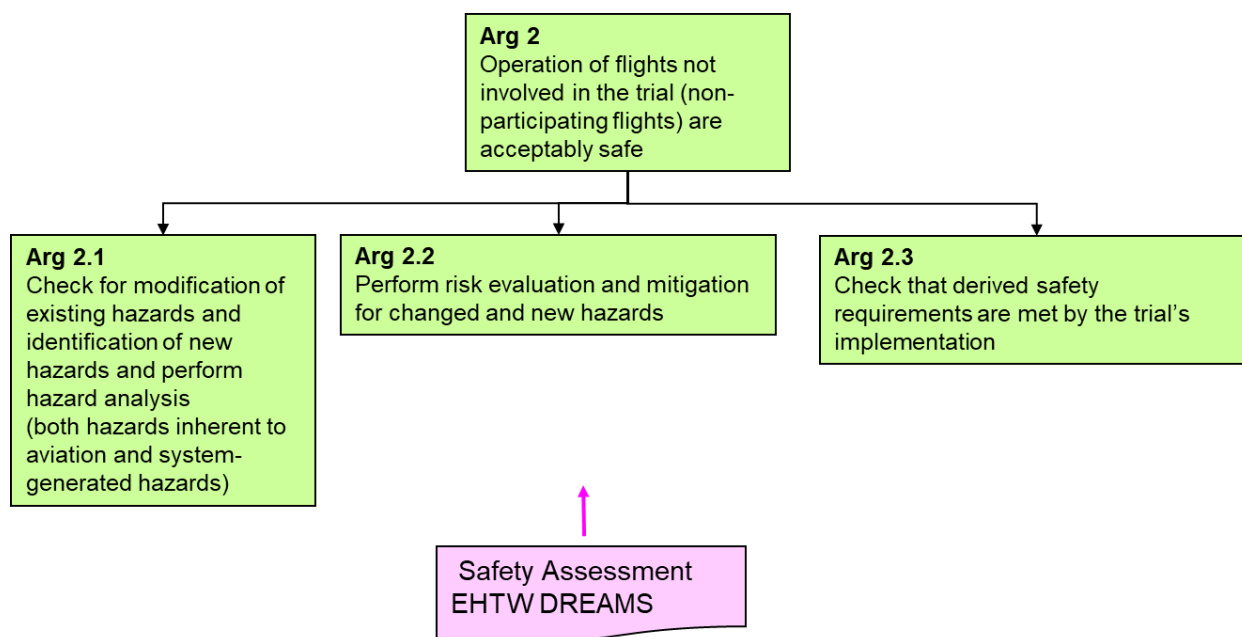 Arg 2
Operation of flights not
involved in the trial (non-
participating flights) are
acceptably safe
Arg 2.1
Check for modification of
existing hazards and
identification of new
hazards and perform
hazard analysis
(both hazards inherent to
aviation and system-
generated hazards)
Arg 2.2
Perform risk evaluation and mitigation
for changed and new hazards
Arg 2.3
Check that derived safety
requirements are met by the trial’s
implementation
Safety Assessment
EHTW DREAMS